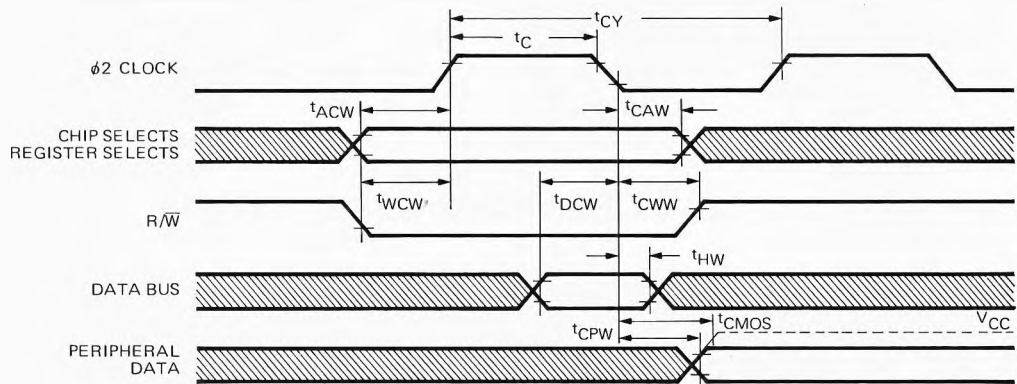 tCY
tC
ϕ2 CLOCK
tACW
tCAW
CHIP SELECTS
REGISTER SELECTS
tWCW
tDCW
tCWW
R/W̅
tHW
DATA BUS
tCMOS
VCC
tCPW
PERIPHERAL
DATA